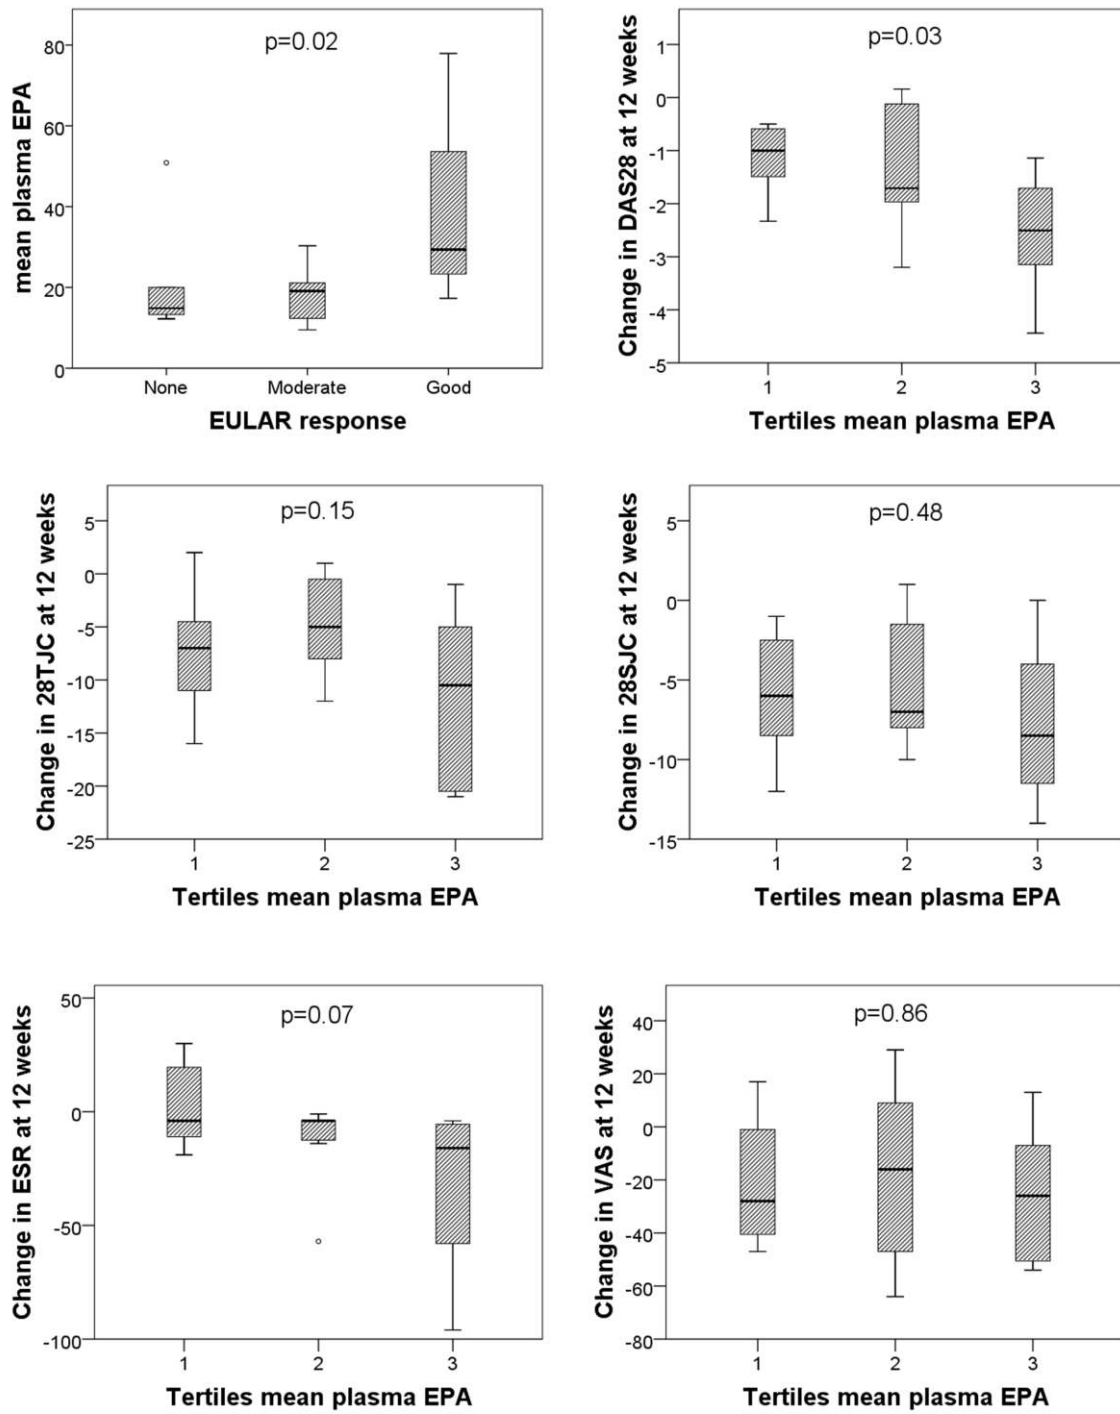 p=0.02
mean plasma EPA
80
60
40
20
0
None Moderate Good
EULAR response
p=0.03
Change in DAS28 at 12 weeks
1
0
-1
-2
-3
-4
-5
1 2 3
Tertiles mean plasma EPA
p=0.15
Change in 28TJC at 12 weeks
5
0
-5
-10
-15
-20
-25
1 2 3
Tertiles mean plasma EPA
p=0.48
Change in 28SJC at 12 weeks
5
0
-5
-10
-15
1 2 3
Tertiles mean plasma EPA
p=0.07
Change in ESR at 12 weeks
50
0
-50
-100
1 2 3
Tertiles mean plasma EPA
p=0.86
Change in VAS at 12 weeks
40
20
0
-20
-40
-60
-80
1 2 3
Tertiles mean plasma EPA